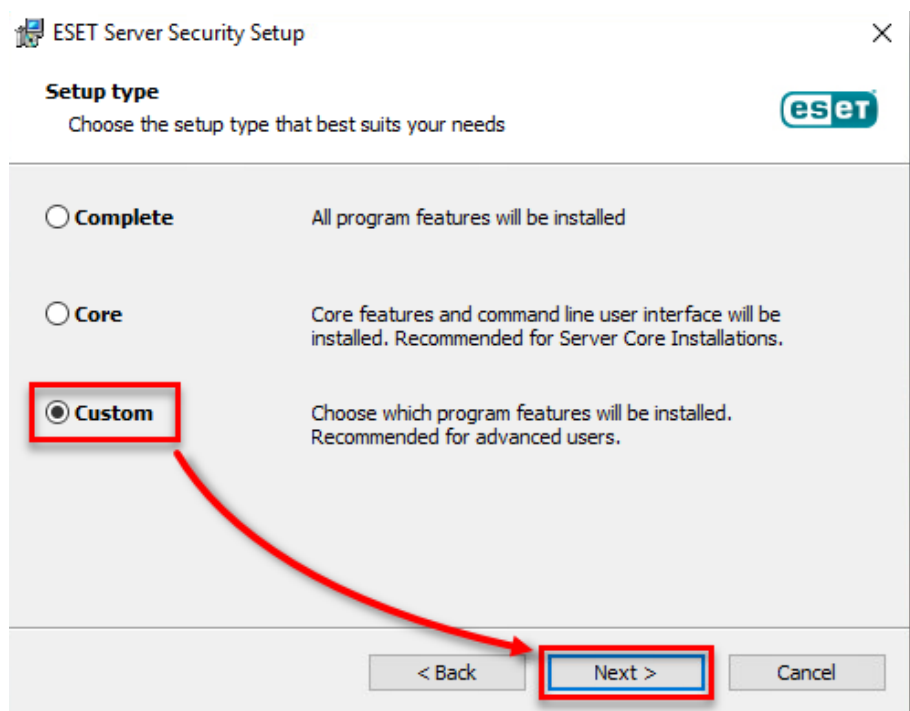 ESET Server Security Setup
Setup type
Choose the setup type that best suits your needs
eset
Complete
All program features will be installed
Core
Core features and command line user interface will be
installed. Recommended for Server Core Installations.
Custom
Choose which program features will be installed.
Recommended for advanced users.
< Back
Next >
Cancel